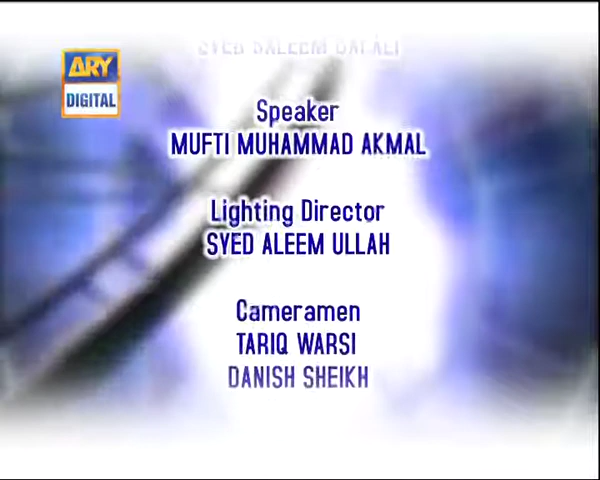 ARY
DIGITAL
Speaker
MUFTI MUHAMMAD AKMAL
Lighting Director
SYED ALEEM ULLAH
Cameramen
TARIQ WARSI
DANISH SHEIKH